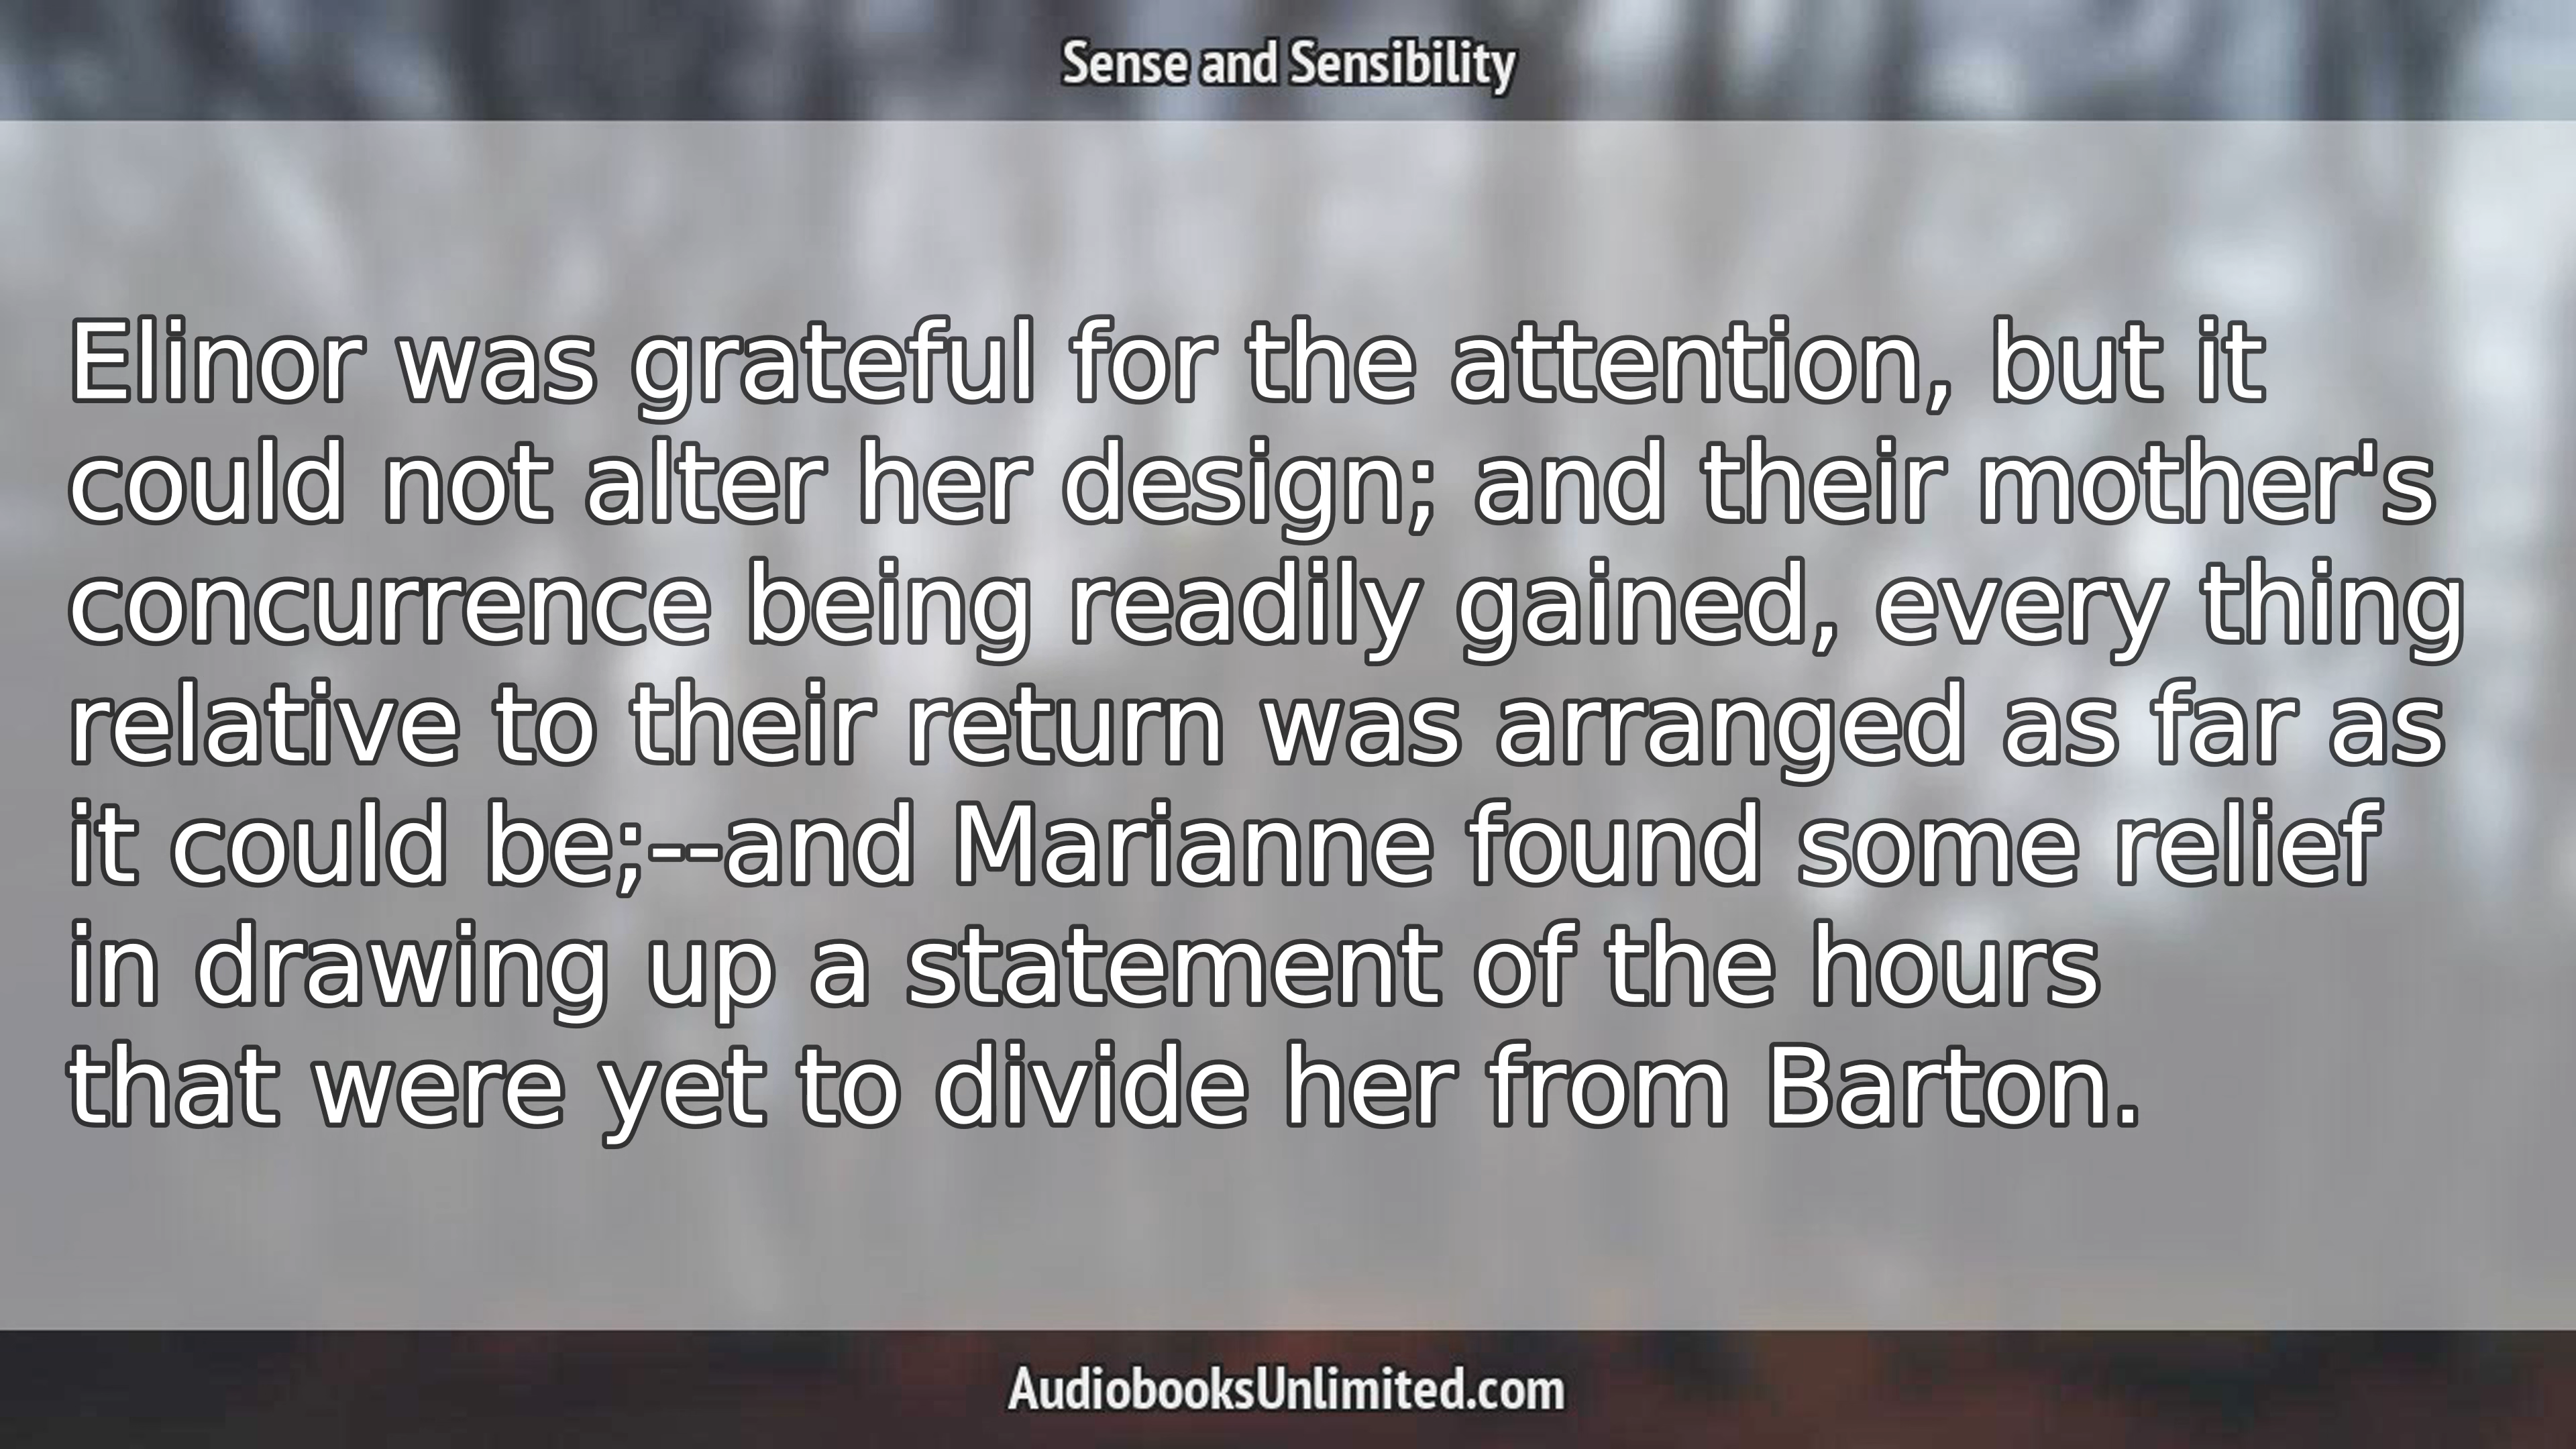 Sense and Sensibility
Elinor was grateful for the attention, but it
could not alter her design; and their mother's
concurrence being readily gained, every thing
relative to their return was arranged as far as
it could be;--and Marianne found some relief
in drawing up a statement of the hours
that were yet to divide her from Barton.
AudiobooksUnlimited.com